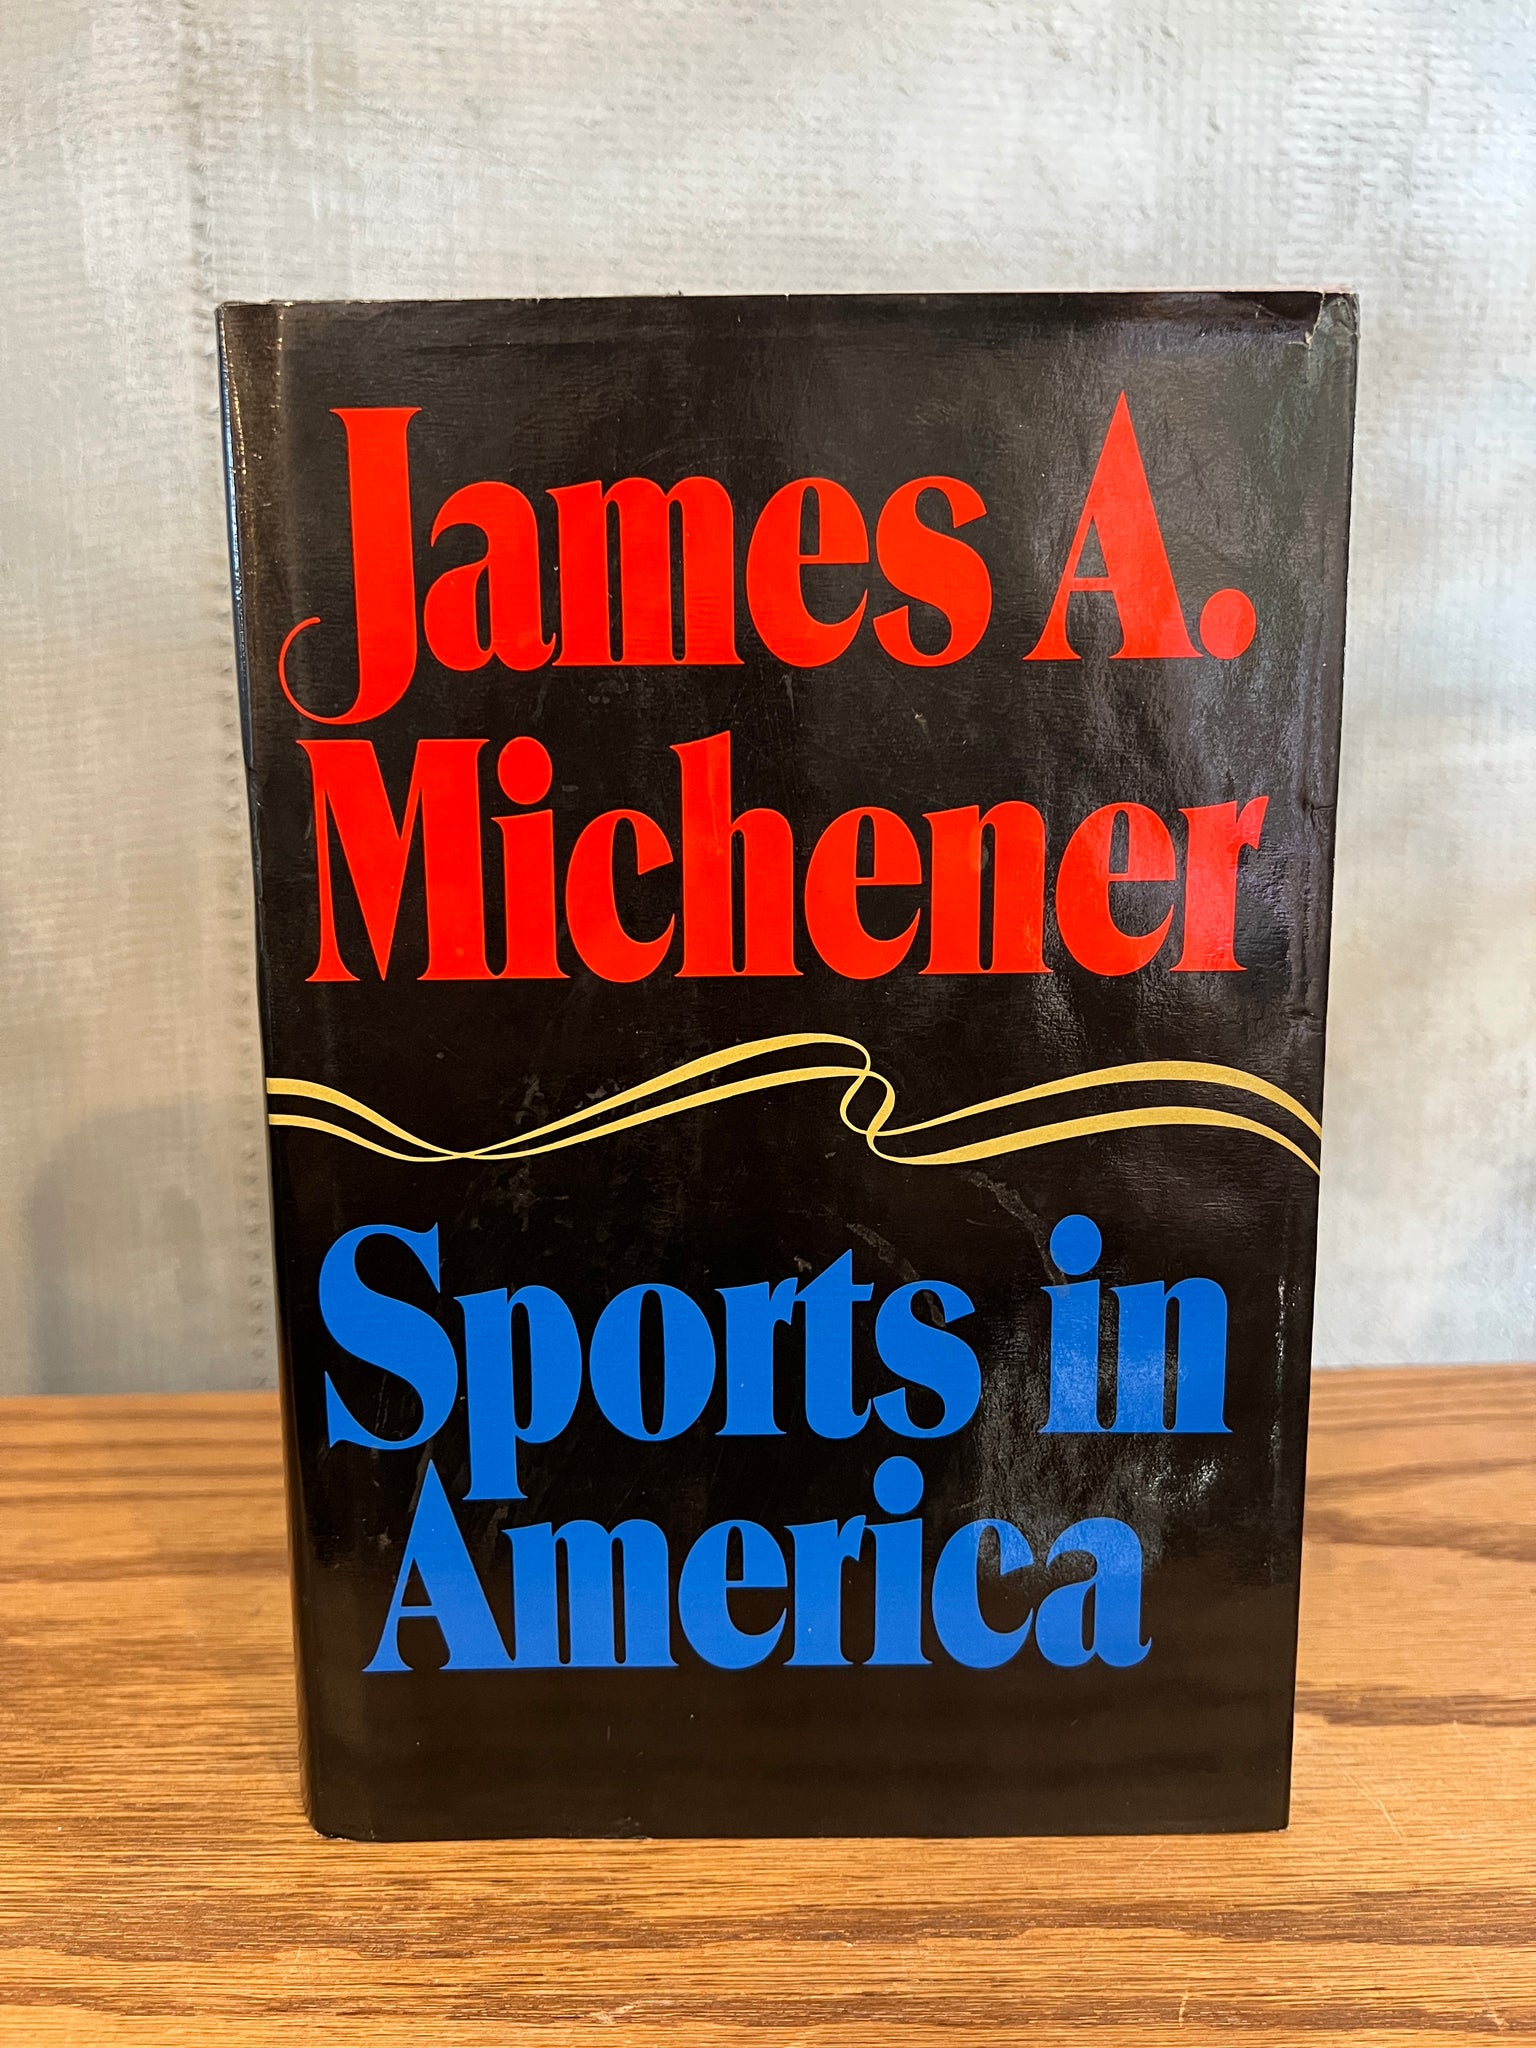 James A.
Michener
Sports in
America